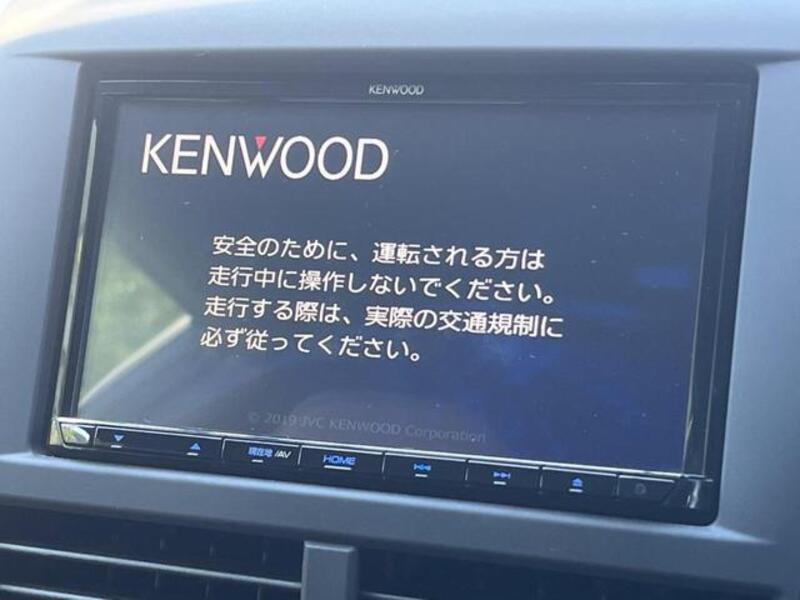 KENWOOD
KENWOOD
安全のために、運転される方は
走行中に操作しないでください。
走行する際は、実際の交通規制に
必ず従ってください。
© 2019 JVC KENWOOD Corporation
現在地 /AV
HOME